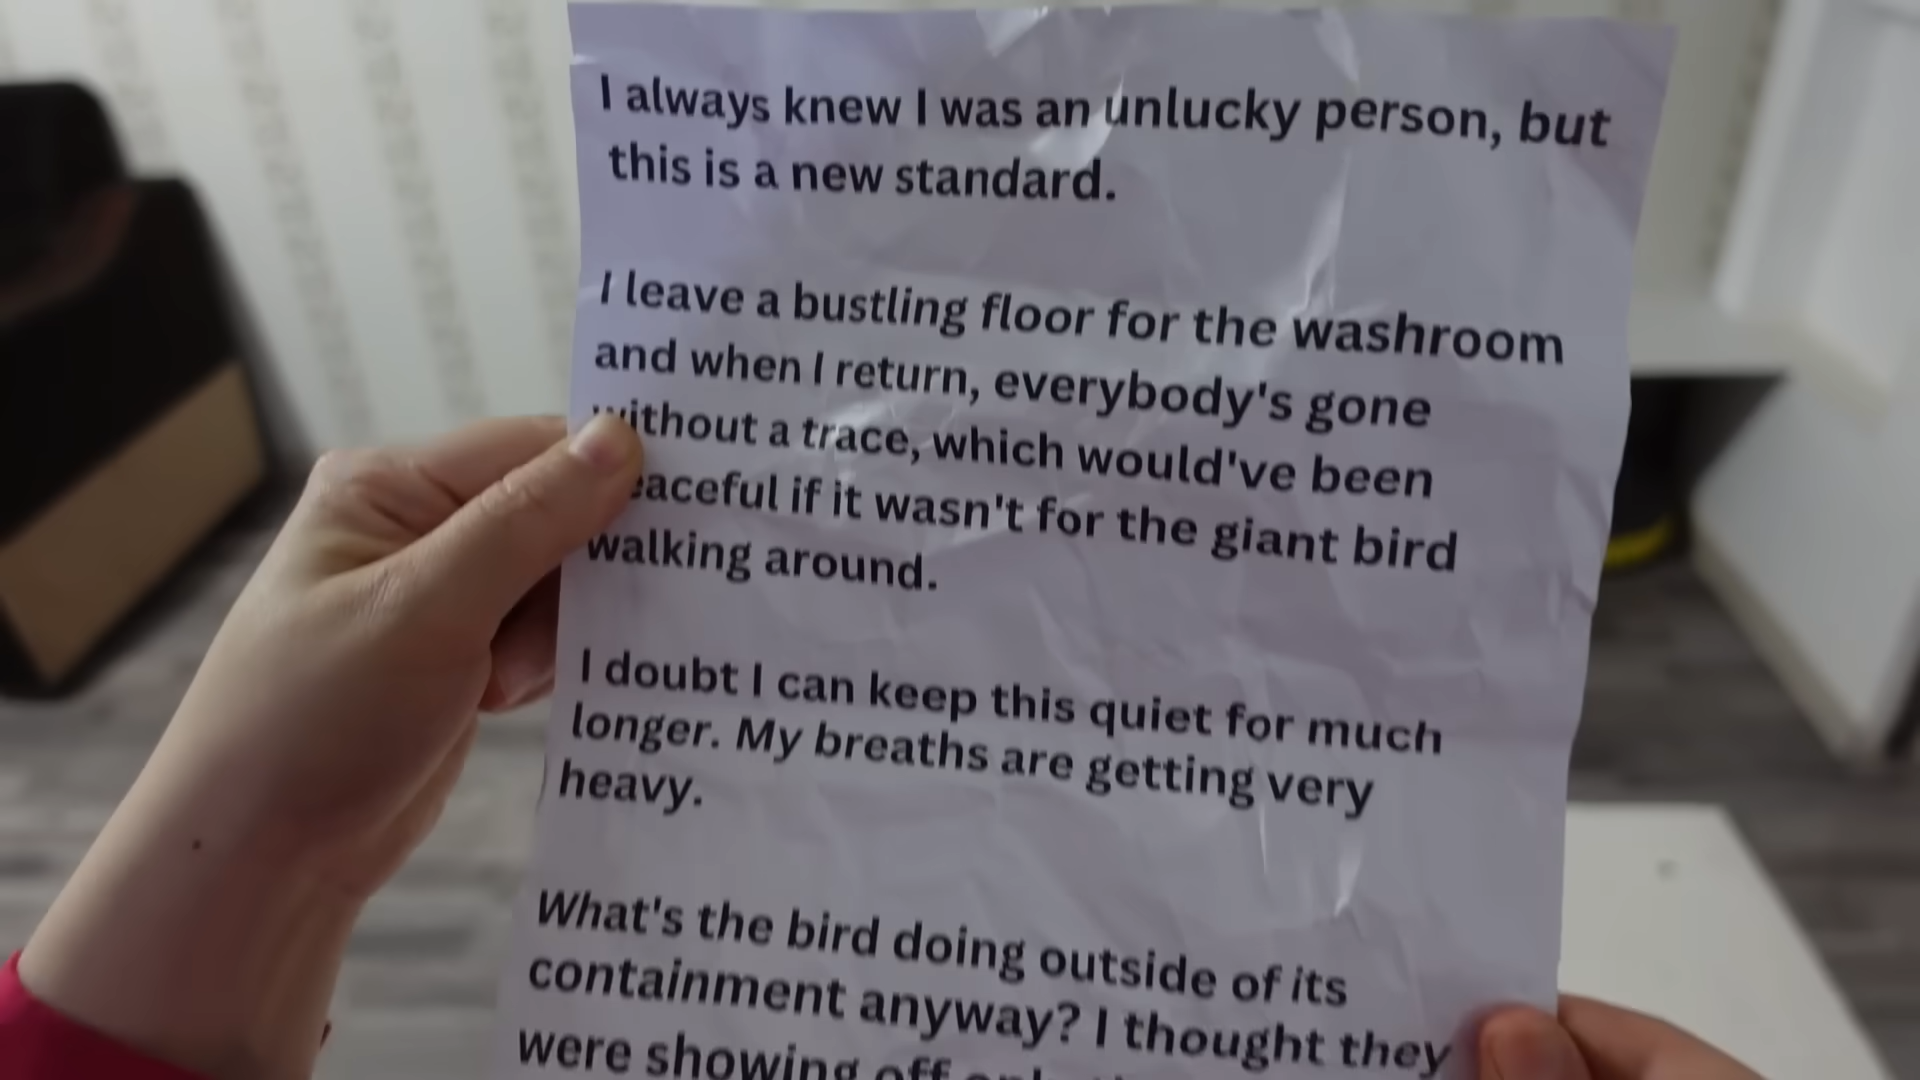 I always knew I was an unlucky person, but
this is a new standard.
I leave a bustling floor for the washroom
and when I return, everybody's gone
without a trace, which would've been
peaceful if it wasn't for the giant bird
walking around.
I doubt I can keep this quiet for much
longer. My breaths are getting very
heavy.
What's the bird doing outside of its
containment anyway? I thought they
were showing off